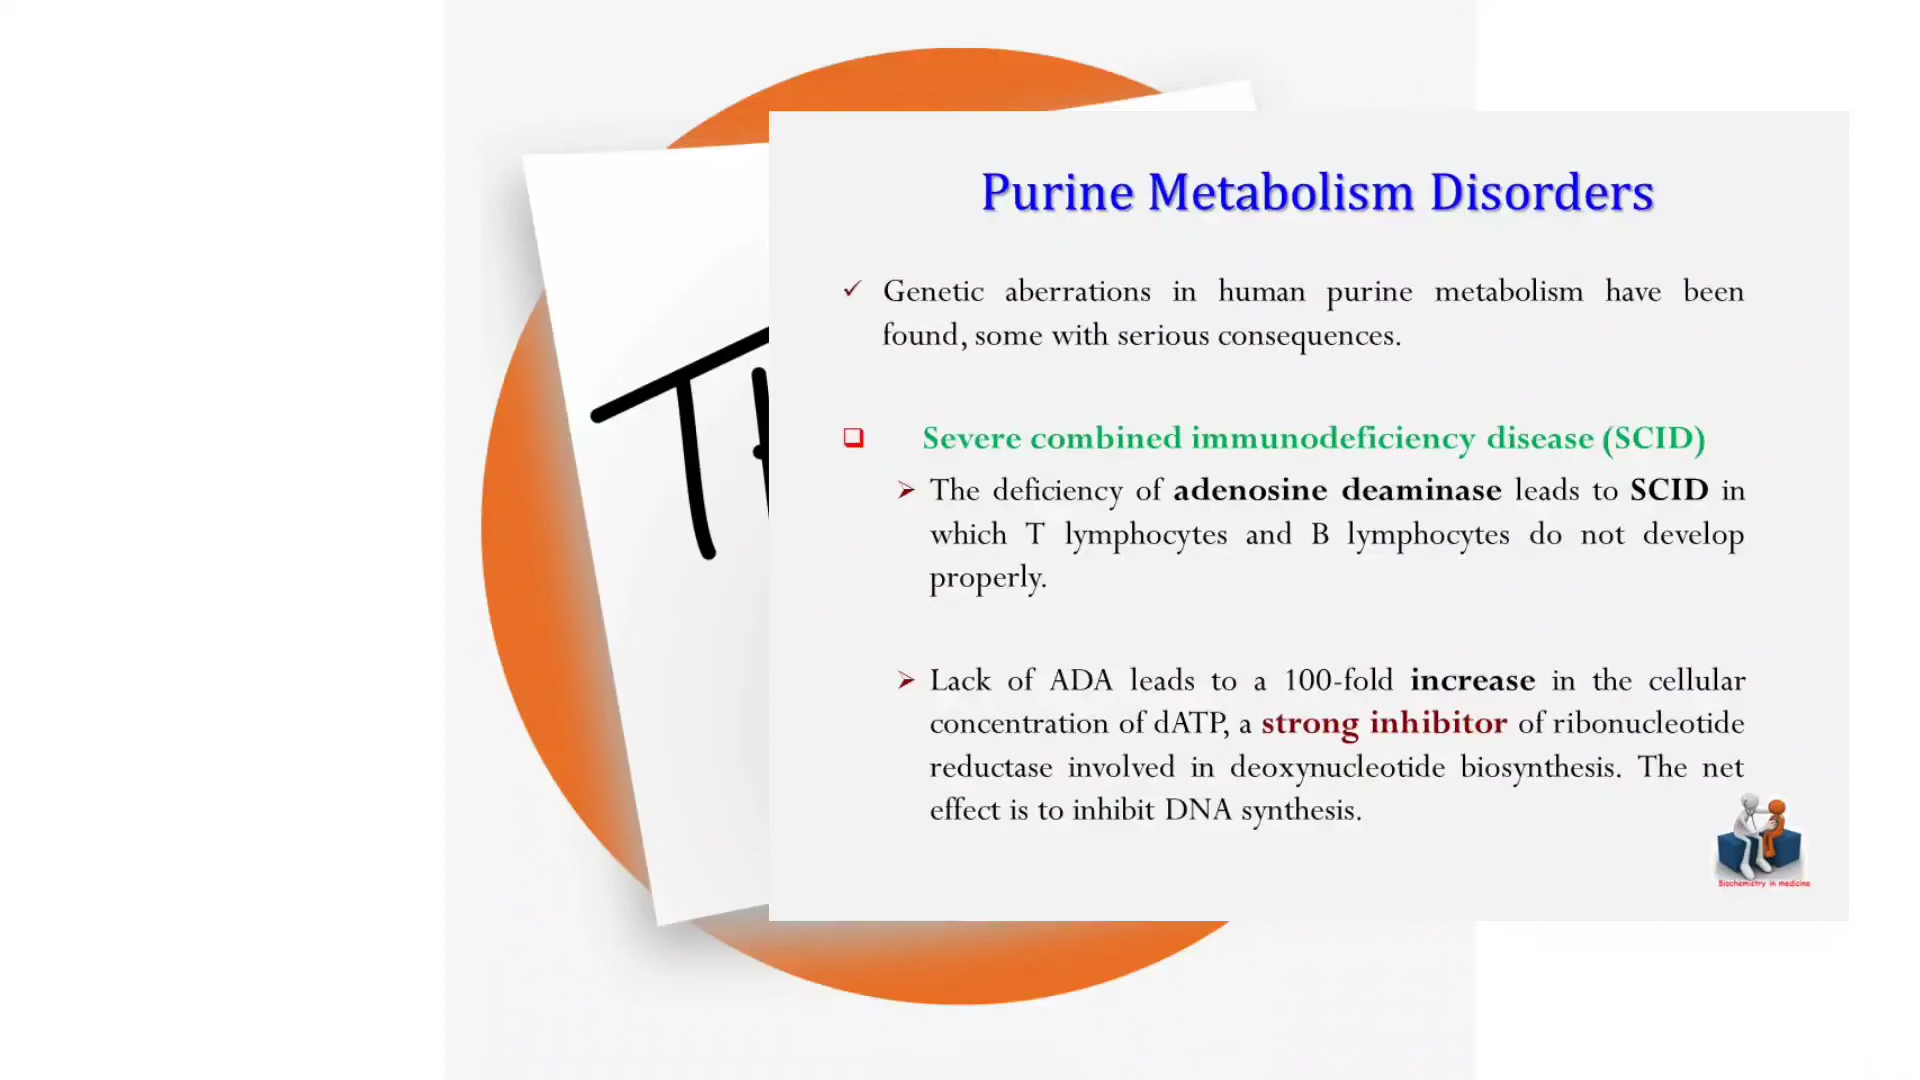 Purine Metabolism Disorders
Genetic aberrations in human purine metabolism have been
found, some with serious consequences.
Severe combined immunodeficiency disease (SCID)
The deficiency of adenosine deaminase leads to SCID in
which T lymphocytes and B lymphocytes do not develop
properly.
Lack of ADA leads to a 100-fold increase in the cellular
concentration of dATP, a strong inhibitor of ribonucleotide
reductase involved in deoxynucleotide biosynthesis. The net
effect is to inhibit DNA synthesis.
Biochemistry in medicine